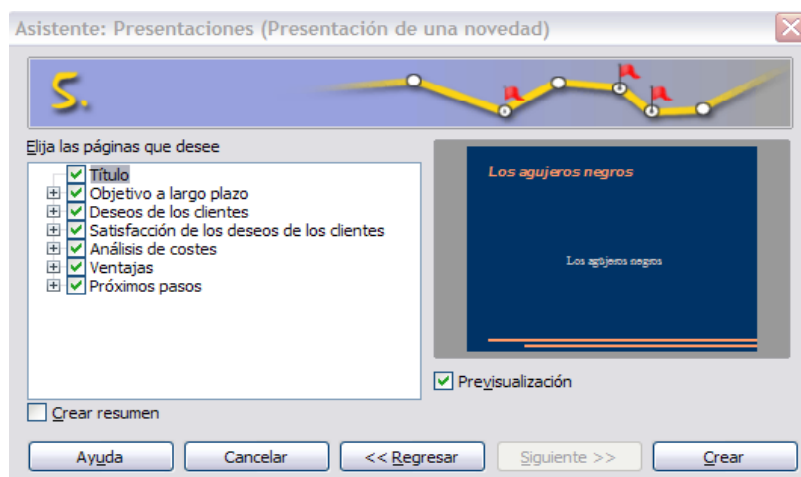 Asistente: Presentaciones (Presentación de una novedad)
5.
Elija las páginas que desee
Título
Objetivo a largo plazo
Deseos de los clientes
Satisfacción de los deseos de los clientes
Análisis de costes
Ventajas
Próximos pasos
Los agujeros negros
Los agüjeros negros
Previsualización
Crear resumen
Ayuda
Cancelar
<< Regresar
Siguiente >>
Crear